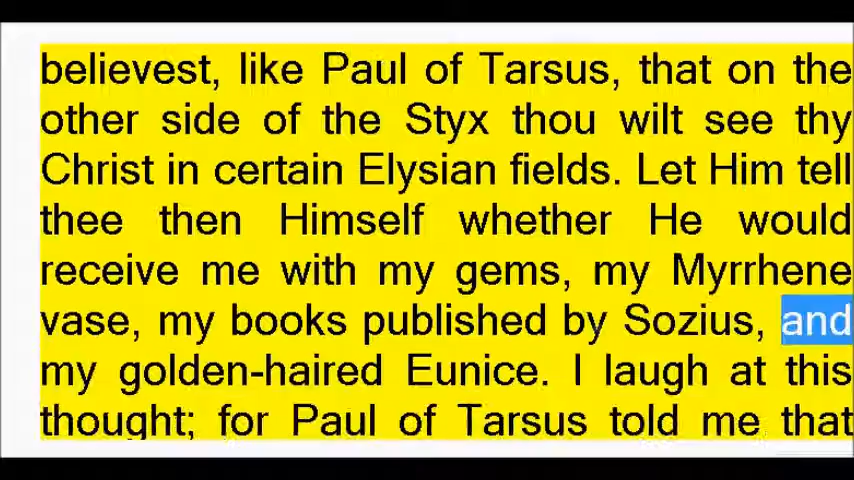 believest, like Paul of Tarsus, that on the
other side of the Styx thou wilt see thy
Christ in certain Elysian fields. Let Him tell
thee then Himself whether He would
receive me with my gems, my Myrrhene
vase, my books published by Sozius, and
my golden-haired Eunice. I laugh at this
thought; for Paul of Tarsus told me that